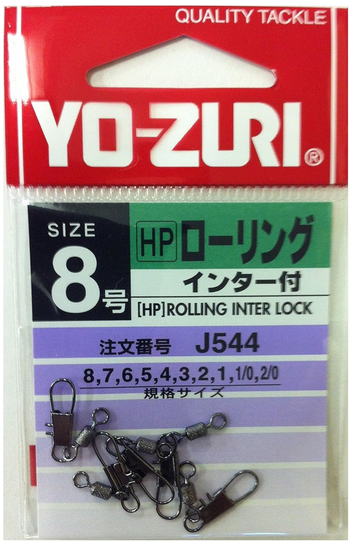 QUALITY TACKLE
YO-ZURI®
SIZE
8号
HP ローリング
インター付
[HP]ROLLING INTER LOCK
注文番号 J544
8,7,6,5,4,3,2,1,1/0,2/0
規格サイズ